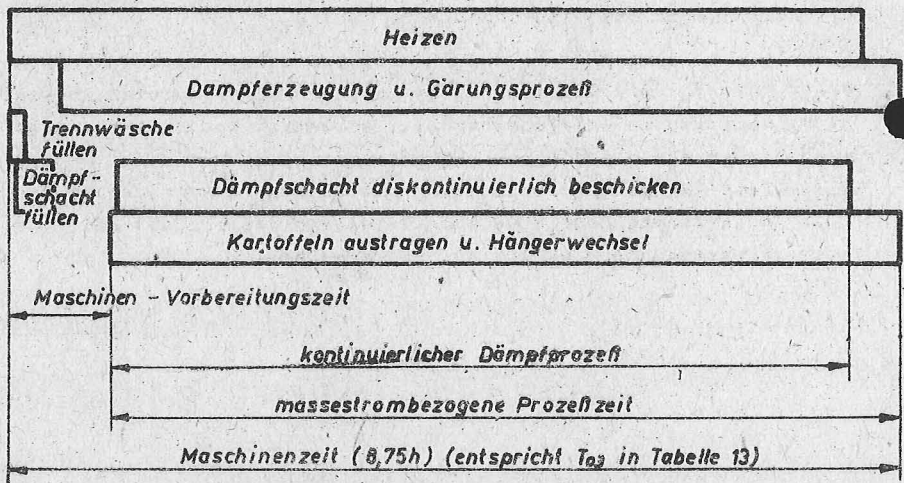 Heizen
Dampferzeugung u. Garungsprozeß
Trennwäsche
füllen
Dämpf-
schacht
füllen
Dämpfschacht diskontinuierlich beschicken
Kartoffeln austragen u. Hängerwechsel
Maschinen - Vorbereitungszeit
kontinuierlicher Dämpfprozeß
massestrombezogene Prozeßzeit
Maschinenzeit (8,75h) (entspricht T03 in Tabelle 13)